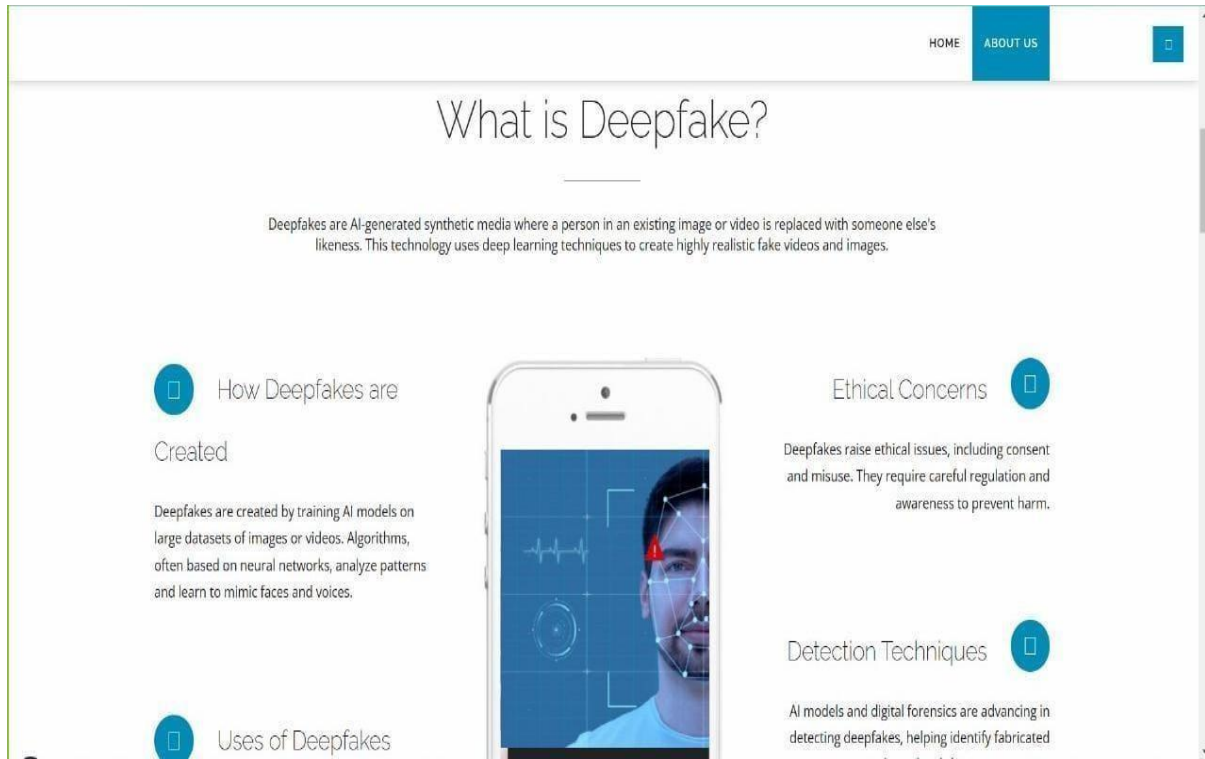 HOME ABOUT US
What is Deepfake?
Deepfakes are AI-generated synthetic media where a person in an existing image or video is replaced with someone else's
likeness. This technology uses deep learning techniques to create highly realistic fake videos and images.
How Deepfakes are
Created
Deepfakes are created by training AI models on
large datasets of images or videos. Algorithms,
often based on neural networks, analyze patterns
and learn to mimic faces and voices.
Uses of Deepfakes
Ethical Concerns
Deepfakes raise ethical issues, including consent
and misuse. They require careful regulation and
awareness to prevent harm.
Detection Techniques
AI models and digital forensics are advancing in
detecting deepfakes, helping identify fabricated